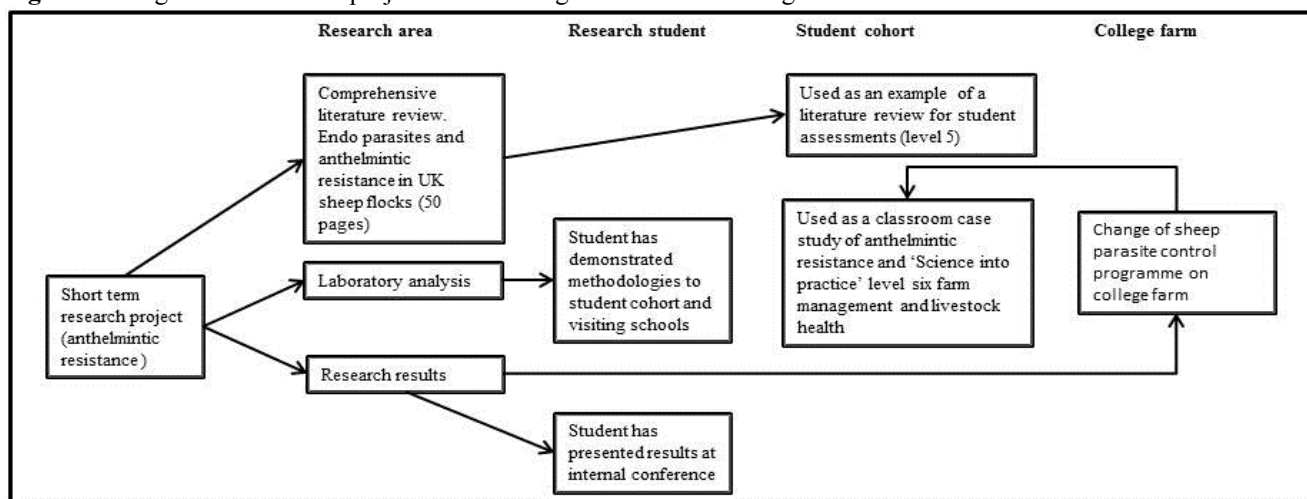 Research area
Research student
Student cohort
College farm
Comprehensive
literature review.
Endo parasites and
anthelmintic
resistance in UK
sheep flocks (50
pages)
Used as an example of a
literature review for student
assessments (level 5)
Short term
research project
(anthelmintic
resistance)
Laboratory analysis
Student has
demonstrated
methodologies to
student cohort and
visiting schools
Used as a classroom case
study of anthelmintic
resistance and ‘Science into
practice’ level six farm
management and livestock
health
Change of sheep
parasite control
programme on
college farm
Research results
Student has
presented results at
internal conference